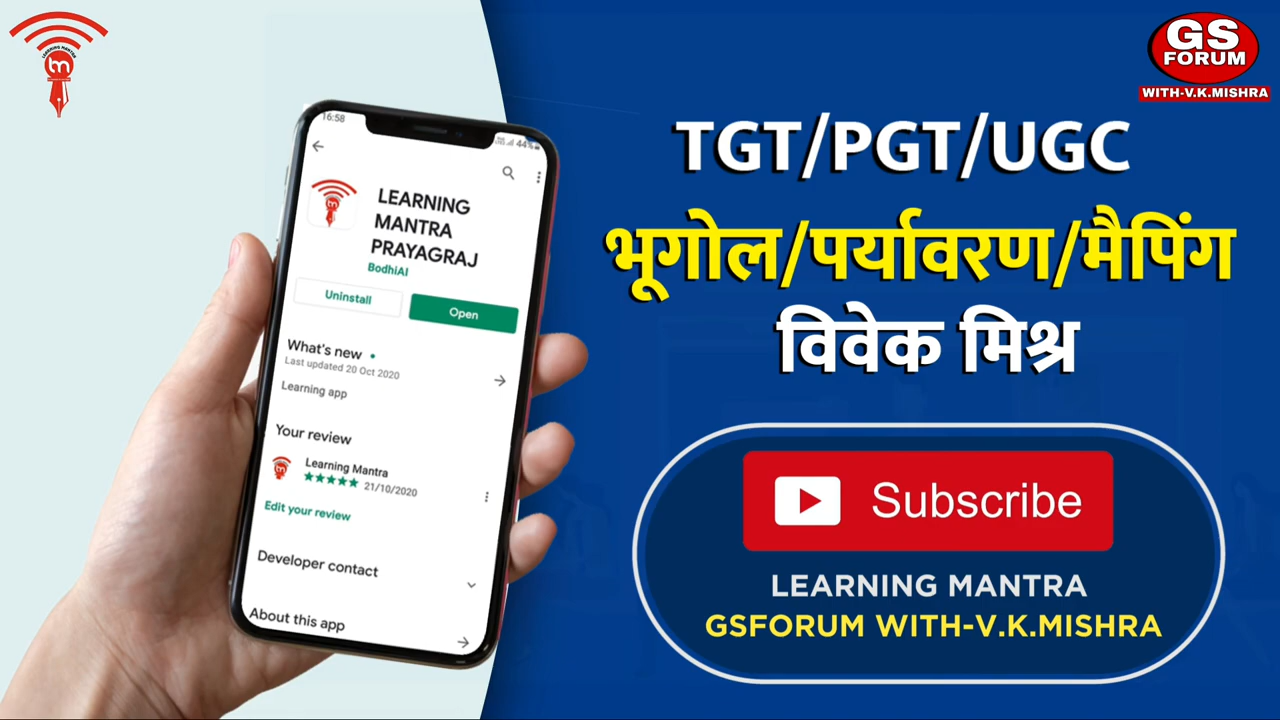 LEARNING MANTRA
GS
FORUM
WITH-V.K.MISHRA
16:58
44%
LEARNING
MANTRA
PRAYAGRAJ
BodhiAI
Uninstall
Open
What's new
Last updated 20 Oct 2020
Learning app
Your review
Learning Mantra
21/10/2020
Edit your review
Developer contact
About this app
TGT/PGT/UGC
भूगोल/पर्यावरण/मैपिंग
विवेक मिश्र
Subscribe
LEARNING MANTRA
GSFORUM WITH-V.K.MISHRA